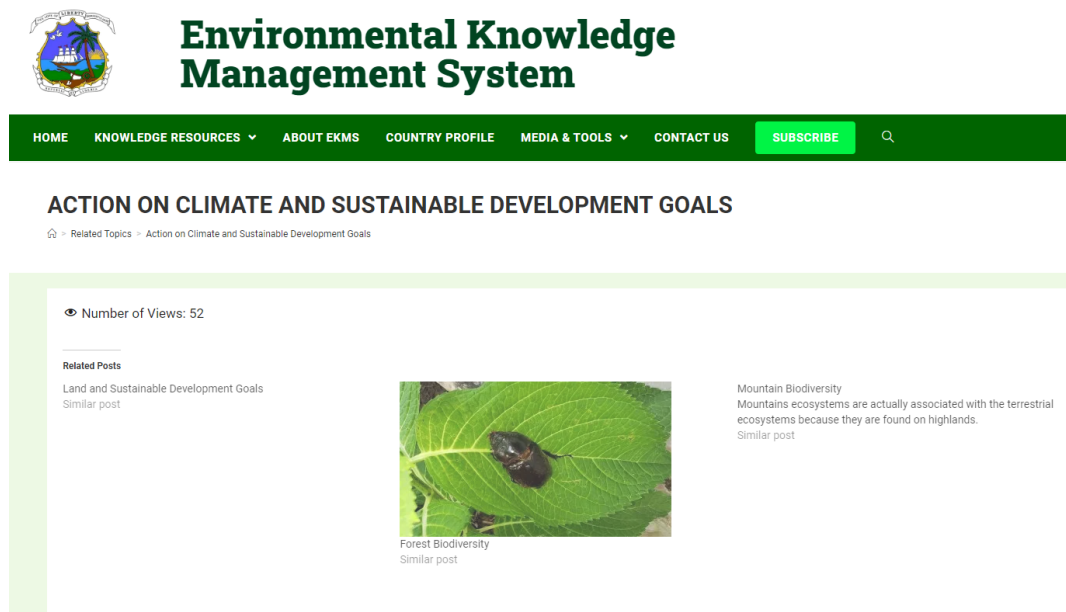 Environmental Knowledge
Management System
HOME KNOWLEDGE RESOURCES ABOUT EKMS COUNTRY PROFILE MEDIA & TOOLS CONTACT US SUBSCRIBE
ACTION ON CLIMATE AND SUSTAINABLE DEVELOPMENT GOALS
> Related Topics > Action on Climate and Sustainable Development Goals
Number of Views: 52
Related Posts
Land and Sustainable Development Goals
Similar post
Forest Biodiversity
Similar post
Mountain Biodiversity
Mountains ecosystems are actually associated with the terrestrial
ecosystems because they are found on highlands.
Similar post